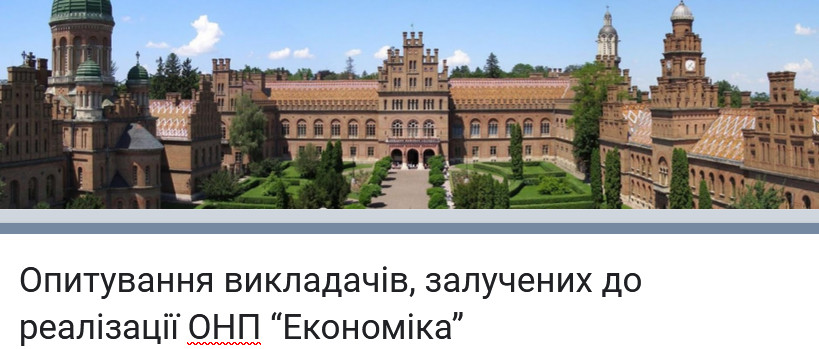 Опитування викладачів, залучених до
реалізації ОНП “Економіка”